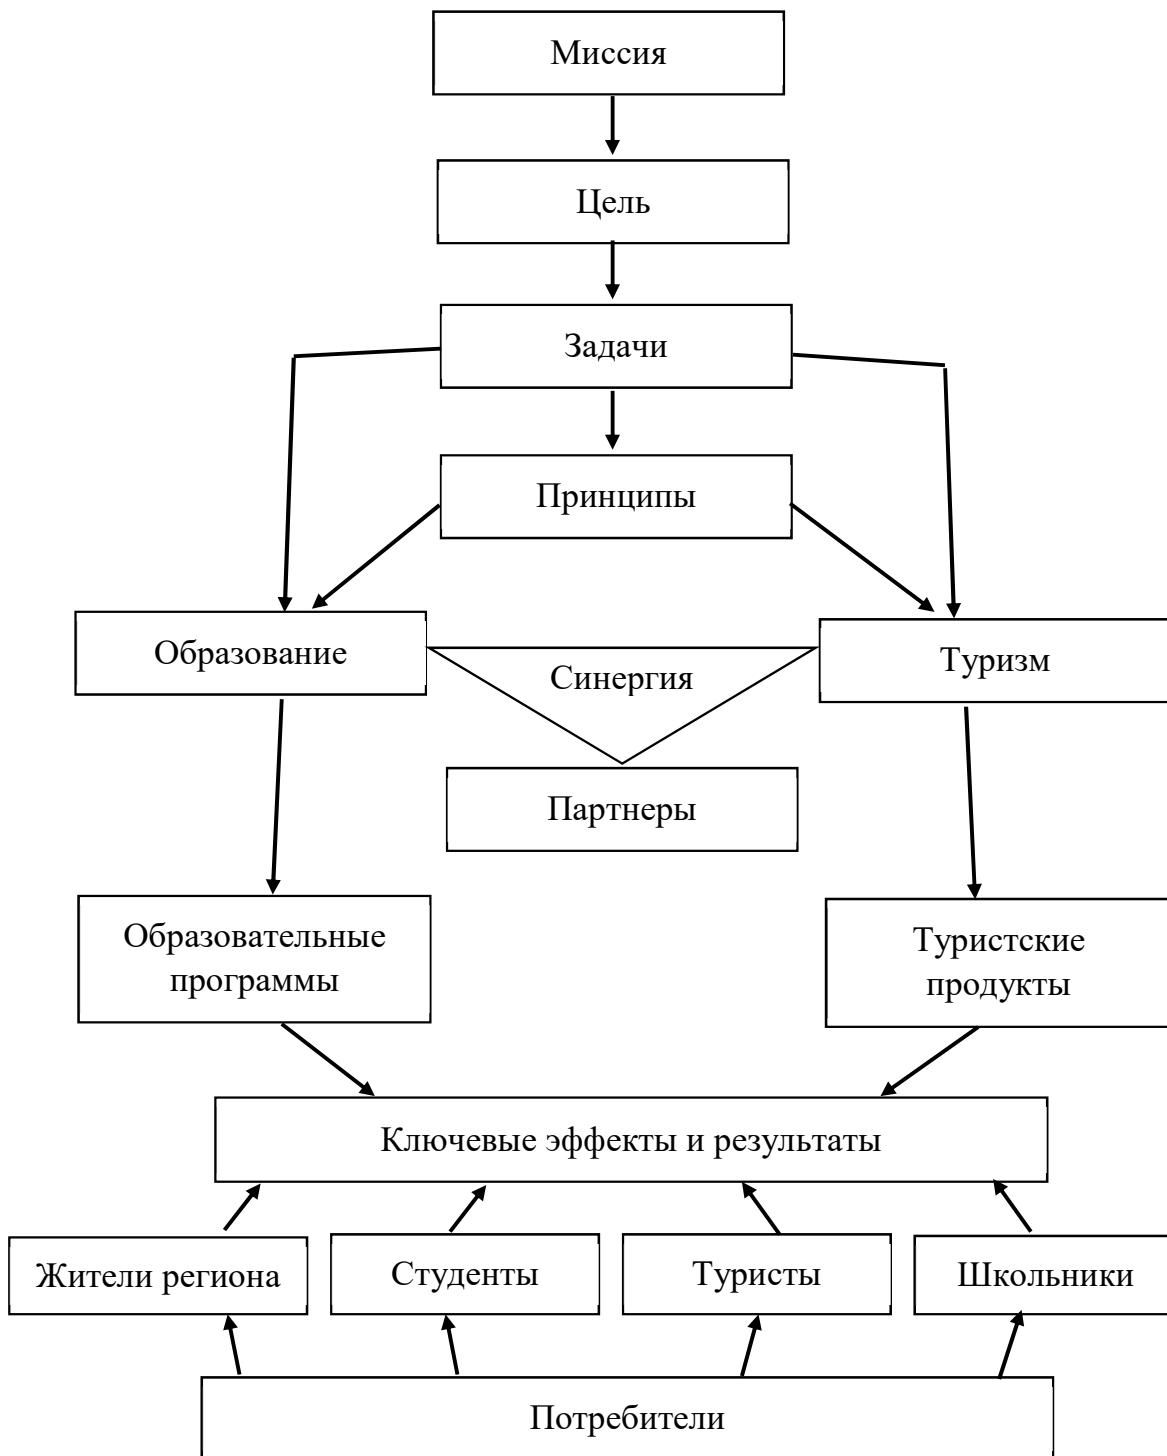 Миссия
Цель
Задачи
Принципы
Образование
Синергия
Туризм
Партнеры
Образовательные
программы
Туристские
продукты
Ключевые эффекты и результаты
Жители региона
Студенты
Туристы
Школьники
Потребители